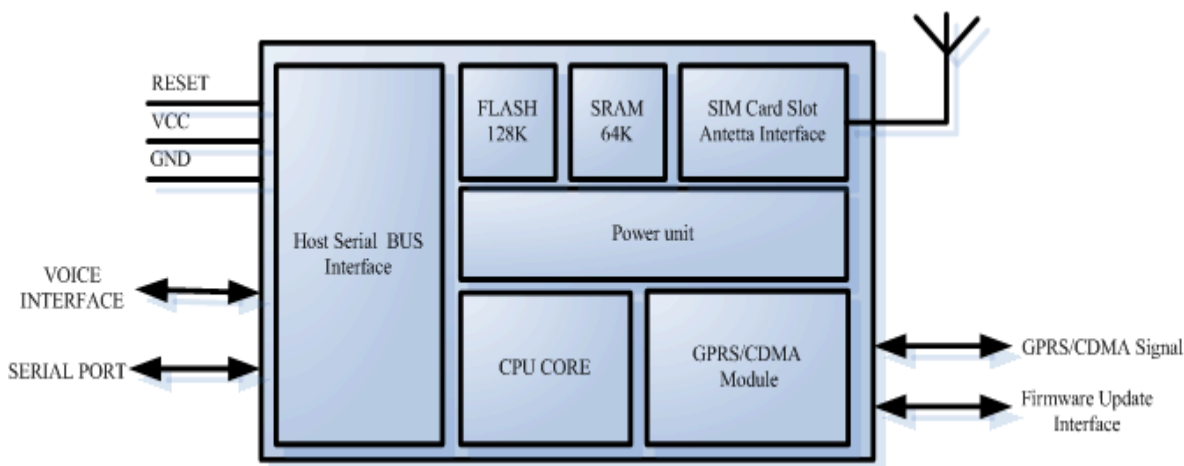 RESET
VCC
GND
VOICE
INTERFACE
SERIAL PORT
Host Serial BUS
Interface
FLASH
128K
SRAM
64K
SIM Card Slot
Antetta Interface
Power unit
CPU CORE
GPRS/CDMA
Module
GPRS/CDMA Signal
Firmware Update
Interface